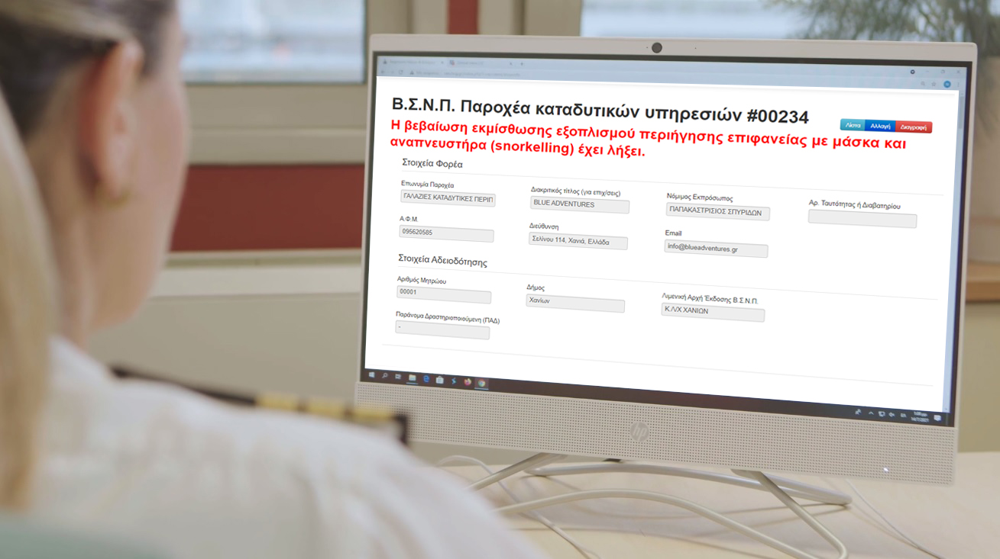 Β.Σ.Ν.Π. Παροχέα καταδυτικών υπηρεσιών #00234
Λίστα Αλλαγή Διαγραφή
Η βεβαίωση εκμίσθωσης εξοπλισμού περιήγησης επιφανείας με μάσκα και
αναπνευστήρα (snorkelling) έχει λήξει.
Στοιχεία Φορέα
Επωνυμία Παροχέα
ΓΑΛΑΖΙΕΣ ΚΑΤΑΔΥΤΙΚΕΣ ΠΕΡΙΠ
Διακριτικός τίτλος (για επιχ/σεις)
BLUE ADVENTURES
Νόμιμος Εκπρόσωπος
ΠΑΠΑΚΑΣΤΡΙΣΙΟΣ ΣΠΥΡΙΔΩΝ
Αρ. Ταυτότητας ή Διαβατηρίου
Α.Φ.Μ.
095620585
Διεύθυνση
Σελίνου 114, Χανιά, Ελλάδα
Email
info@blueadventures.gr
Στοιχεία Αδειοδότησης
Αριθμός Μητρώου
00001
Δήμος
Χανίων
Λιμενική Αρχή Έκδοσης Β.Σ.Ν.Π.
Κ.Λ/Χ ΧΑΝΙΩΝ
Παράνομα Δραστηριοποιούμενη (ΠΑΔ)
-
hp